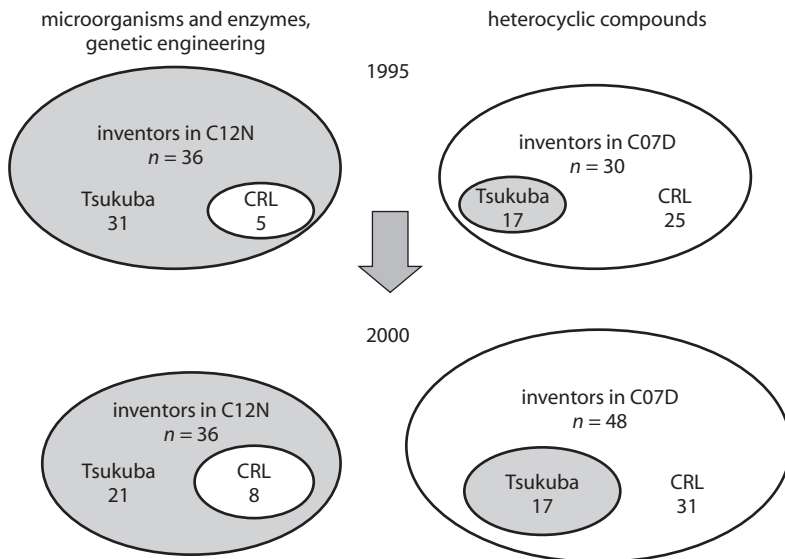 microorganisms and enzymes,
genetic engineering
heterocyclic compounds
1995
inventors in C12N
n = 36
Tsukuba
31
CRL
5
inventors in C07D
n = 30
Tsukuba
17
CRL
25
2000
inventors in C12N
n = 36
Tsukuba
21
CRL
8
inventors in C07D
n = 48
Tsukuba
17
CRL
31